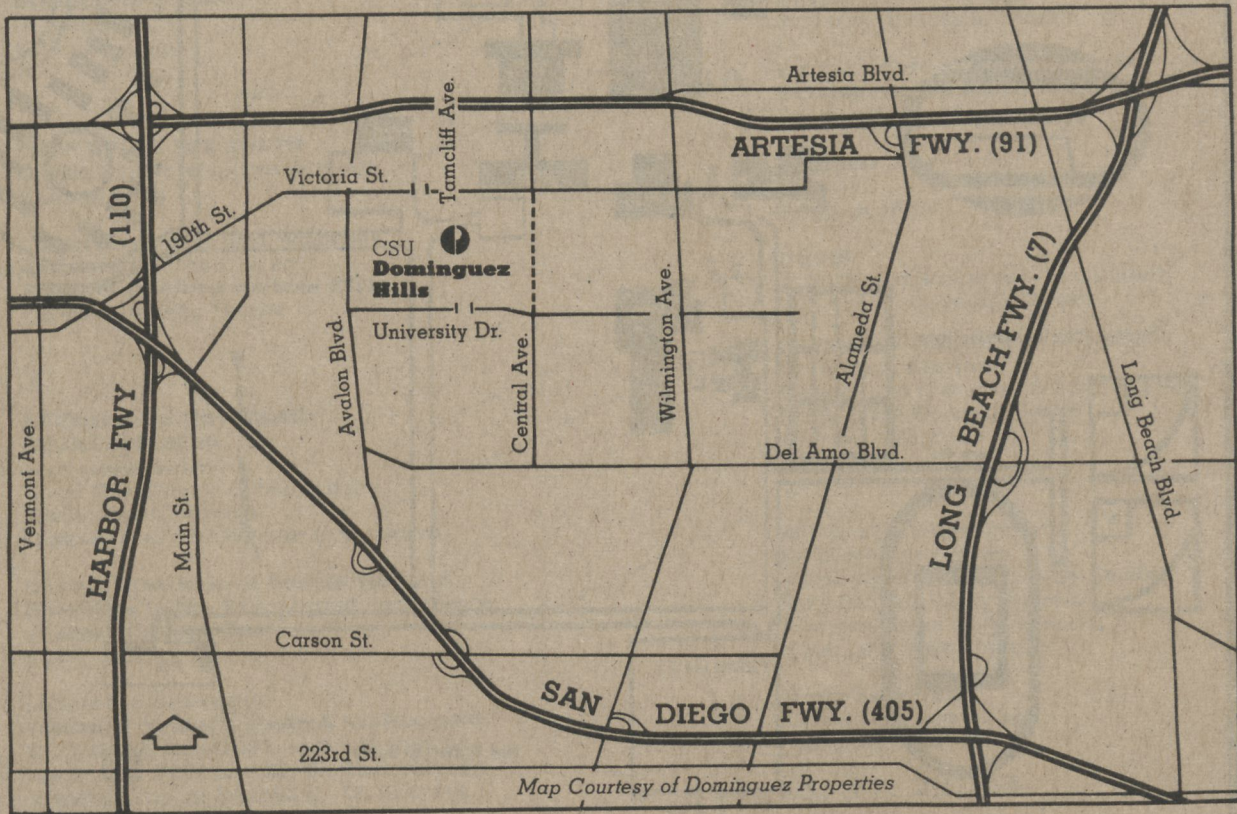 Artesia Blvd.
Tamcliff Ave.
ARTESIA FWY. (91)
Victoria St.
(110)
190th St.
CSU
Dominguez
Hills
University Dr.
Avalon Blvd.
Central Ave.
Wilmington Ave.
Alameda St.
LONG BEACH FWY. (7)
Long Beach Blvd.
Vermont Ave.
HARBOR FWY
Main St.
Del Amo Blvd.
Carson St.
SAN DIEGO FWY. (405)
223rd St.
Map Courtesy of Dominguez Properties